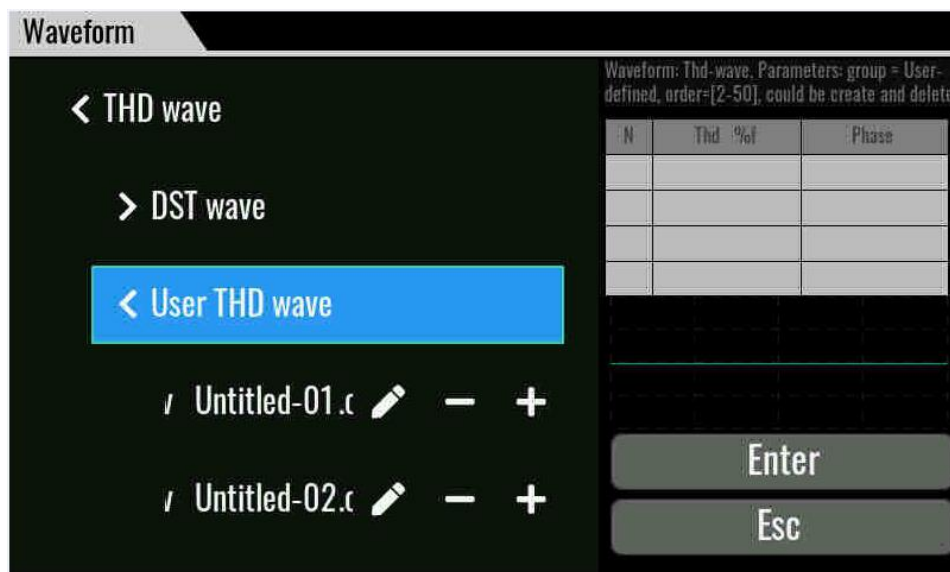 Waveform
THD wave
DST wave
User THD wave
Untitled-01.c
Untitled-02.c
Waveform: Thd-wave, Parameters: group = User-
defined, order=[2-50], could be create and delete
N Thd %f Phase
Enter
Esc